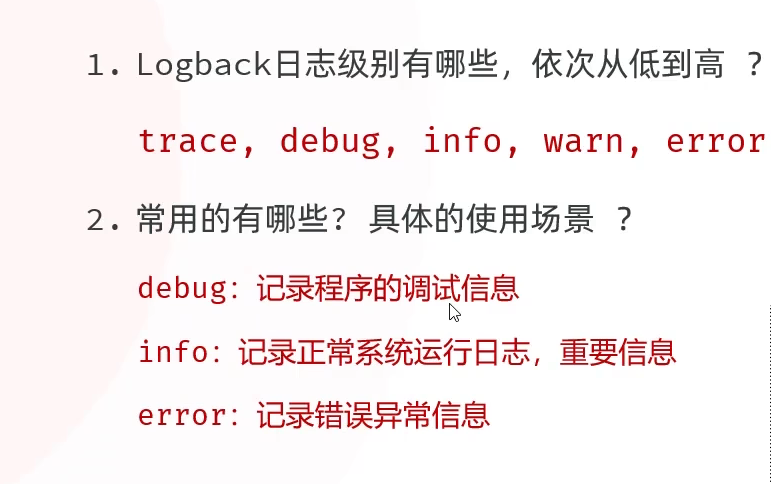 1. Logback日志级别有哪些，依次从低到高 ？
trace, debug, info, warn, error
2. 常用的有哪些？ 具体的使用场景 ？
debug：记录程序的调试信息
info：记录正常系统运行日志，重要信息
error：记录错误异常信息